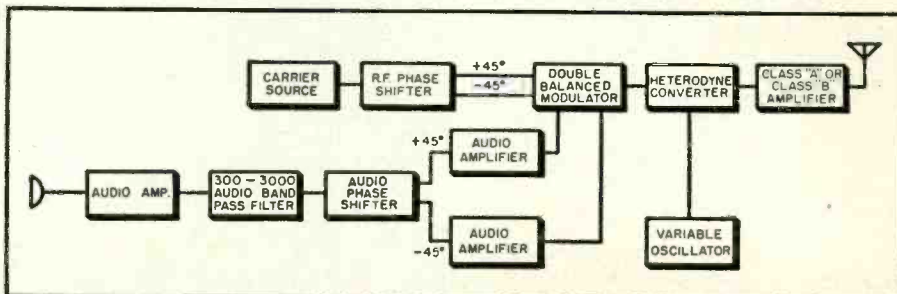 CARRIER
SOURCE
R.F. PHASE
SHIFTER
+45°
-45°
DOUBLE
BALANCED
MODULATOR
HETERODYNE
CONVERTER
CLASS "A" OR
CLASS "B"
AMPLIFIER
AUDIO AMP.
300-3000
AUDIO BAND
PASS FILTER
AUDIO
PHASE
SHIFTER
+45°
AUDIO
AMPLIFIER
-45°
AUDIO
AMPLIFIER
VARIABLE
OSCILLATOR